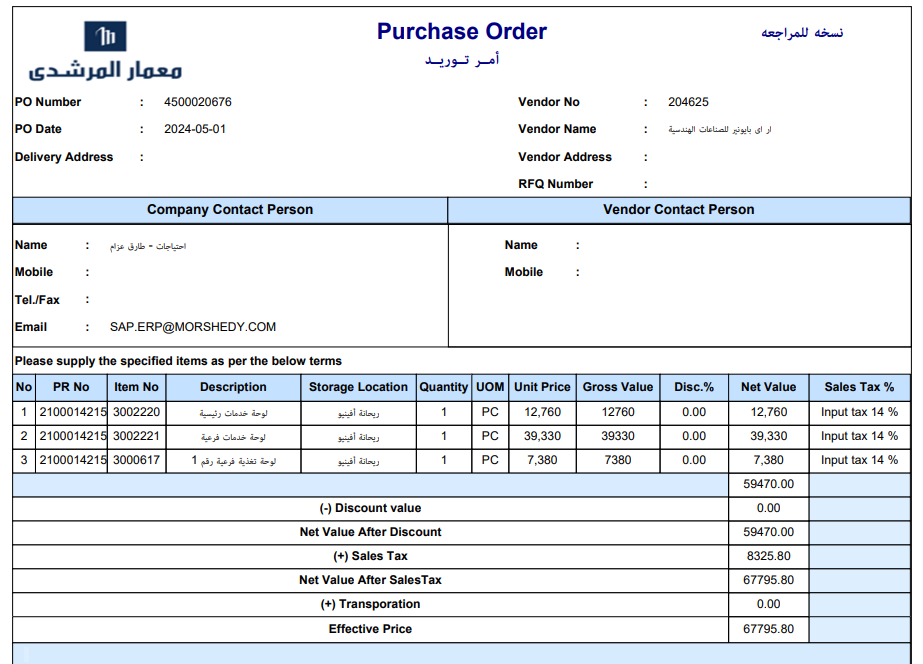 معمار المرشدى
Purchase Order
أمـر تـوريـد
نسخه للمراجعه
PO Number : 4500020676
Vendor No : 204625
PO Date : 2024-05-01
Vendor Name : ار اى بايونير للصناعات الهندسية
Delivery Address :
Vendor Address :
RFQ Number :
Company Contact Person
Vendor Contact Person
Name : احتياجات - طارق عزام
Mobile :
Tel./Fax :
Email : SAP.ERP@MORSHEDY.COM
Name :
Mobile :
Please supply the specified items as per the below terms
No PR No Item No Description Storage Location Quantity UOM Unit Price Gross Value Disc.% Net Value Sales Tax %
1 2100014215 3002220 لوحة خدمات رئيسية ريحانة أفينيو 1 PC 12,760 12760 0.00 12,760 Input tax 14 %
2 2100014215 3002221 لوحة خدمات فرعية ريحانة أفينيو 1 PC 39,330 39330 0.00 39,330 Input tax 14 %
3 2100014215 3000617 لوحة تغذية فرعية رقم 1 ريحانة أفينيو 1 PC 7,380 7380 0.00 7,380 Input tax 14 %
59470.00
(-) Discount value 0.00
Net Value After Discount 59470.00
(+) Sales Tax 8325.80
Net Value After SalesTax 67795.80
(+) Transporation 0.00
Effective Price 67795.80